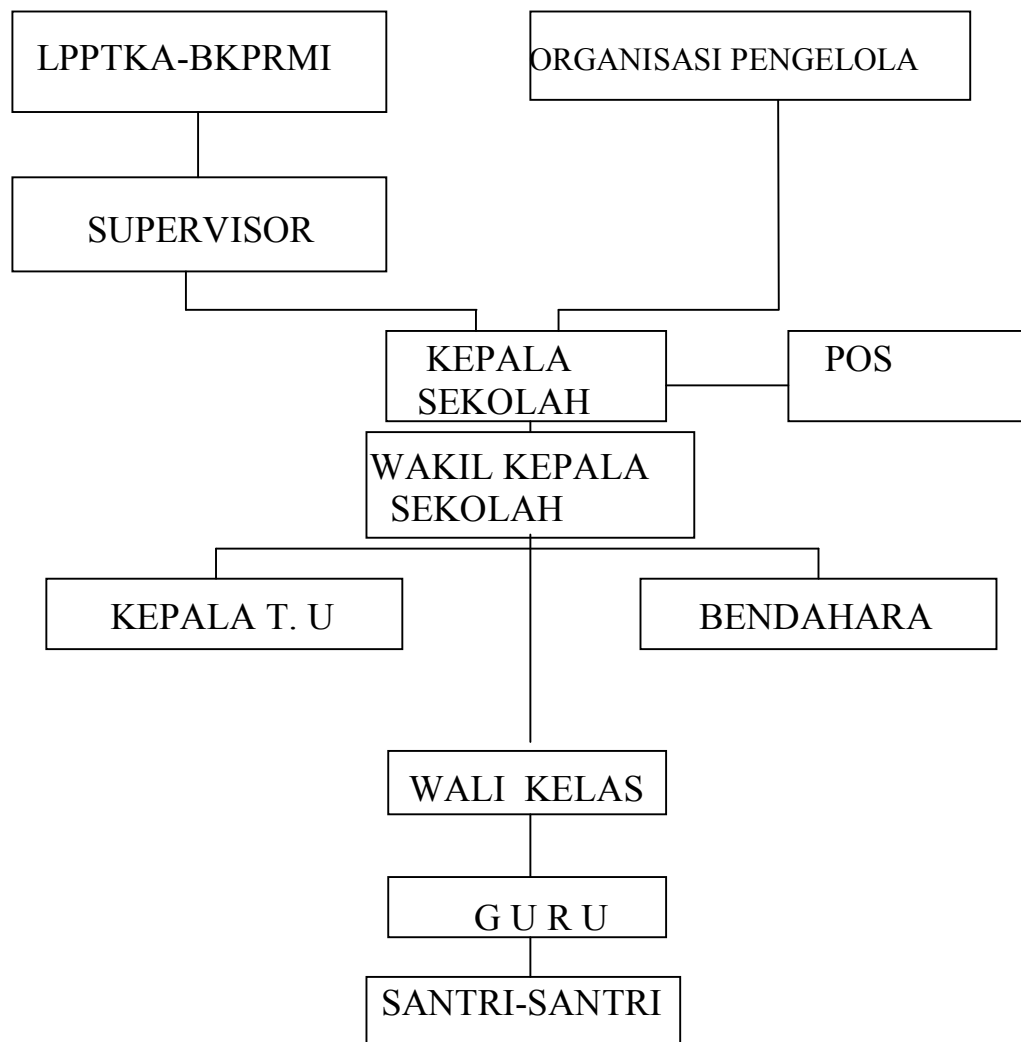 LPPTKA-BKPRMI
ORGANISASI PENGELOLA
SUPERVISOR
KEPALA
SEKOLAH
POS
WAKIL KEPALA
SEKOLAH
KEPALA T. U
BENDAHARA
WALI KELAS
G U R U
SANTRI-SANTRI